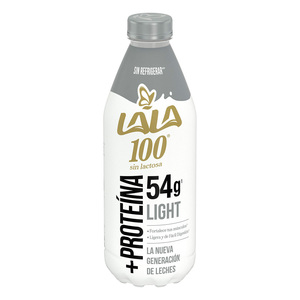 SIN REFRIGERAR
LALA
100
sin lactosa
+PROTEÍNA
54g
LIGHT
LA NUEVA
GENERACIÓN
DE LECHES